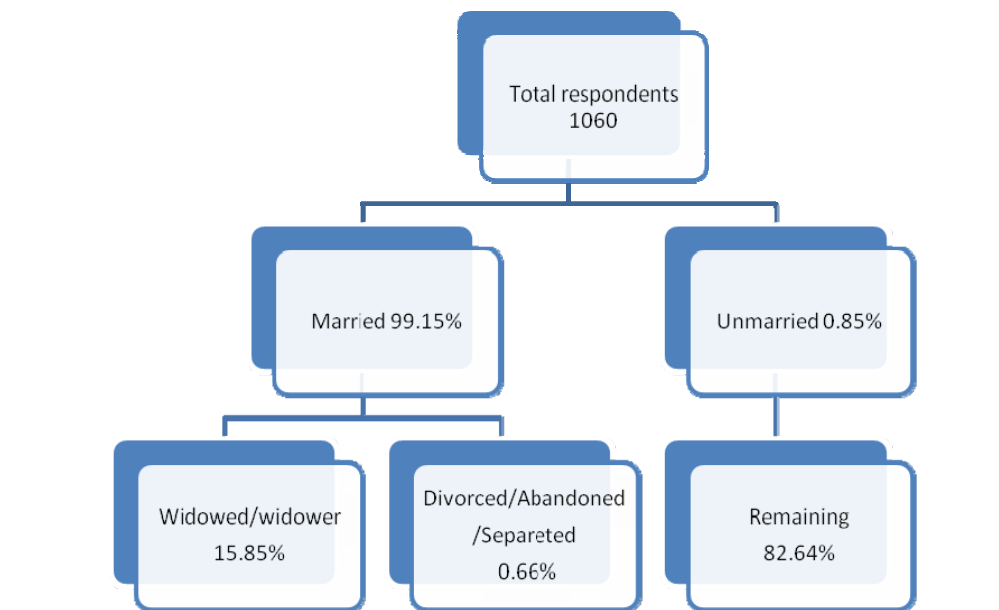 Total respondents
1060
Married 99.15%
Unmarried 0.85%
Widowed/widower
15.85%
Divorced/Abandoned
/Separeted
0.66%
Remaining
82.64%